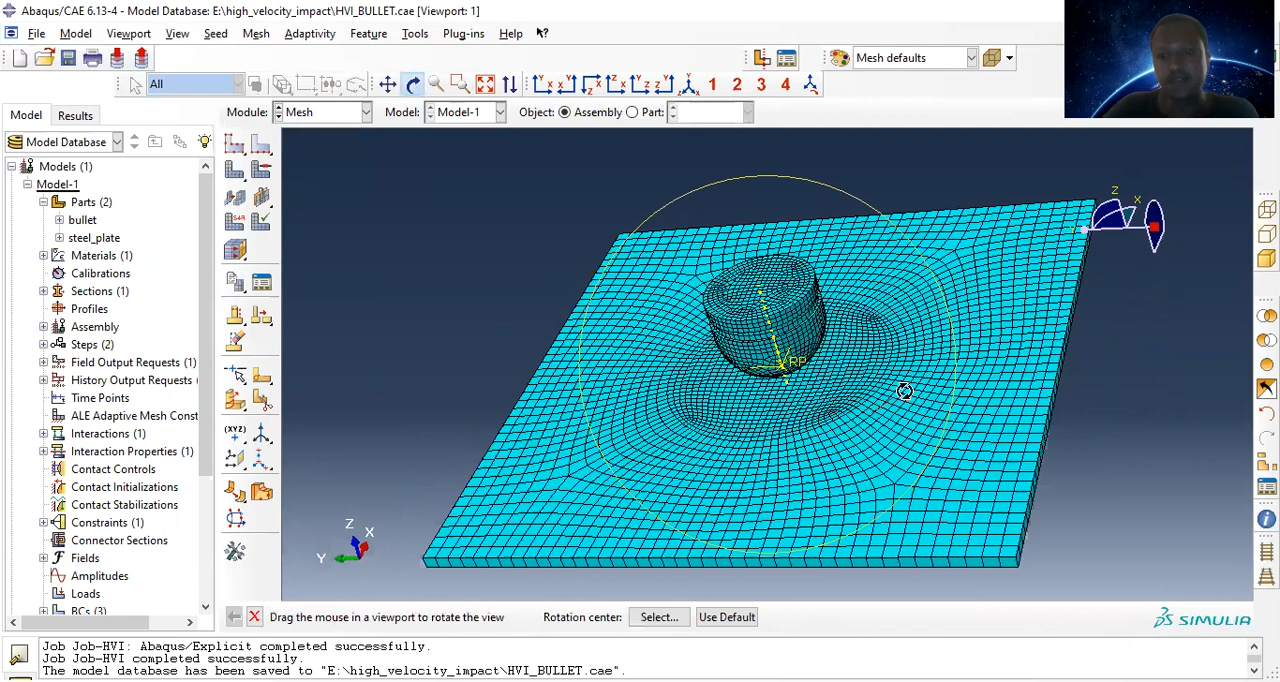 Abaqus/CAE 6.13-4 - Model Database: E:\high_velocity_impact\HVI_BULLET.cae [Viewport: 1]
File Model Viewport View Seed Mesh Adaptivity Feature Tools Plug-ins Help
All 1 2 3 4 Mesh defaults
Model Results Module: Mesh Model: Model-1 Object: Assembly Part:
Model Database
Models (1)
Model-1
Parts (2)
bullet
steel_plate
Materials (1)
Calibrations
Sections (1)
Profiles
Assembly
Steps (2)
Field Output Requests (1)
History Output Requests
Time Points
ALE Adaptive Mesh Const
Interactions (1)
Interaction Properties (1)
Contact Controls
Contact Initializations
Contact Stabilizations
Constraints (1)
Connector Sections
Fields
Amplitudes
Loads
BCs (3)
Z
X
RP
Z
X
Y
Drag the mouse in a viewport to rotate the view Rotation center: Select... Use Default
SIMULIA
Job Job-HVI: Abaqus/Explicit completed successfully.
Job Job-HVI completed successfully.
The model database has been saved to "E:\high_velocity_impact\HVI_BULLET.cae".